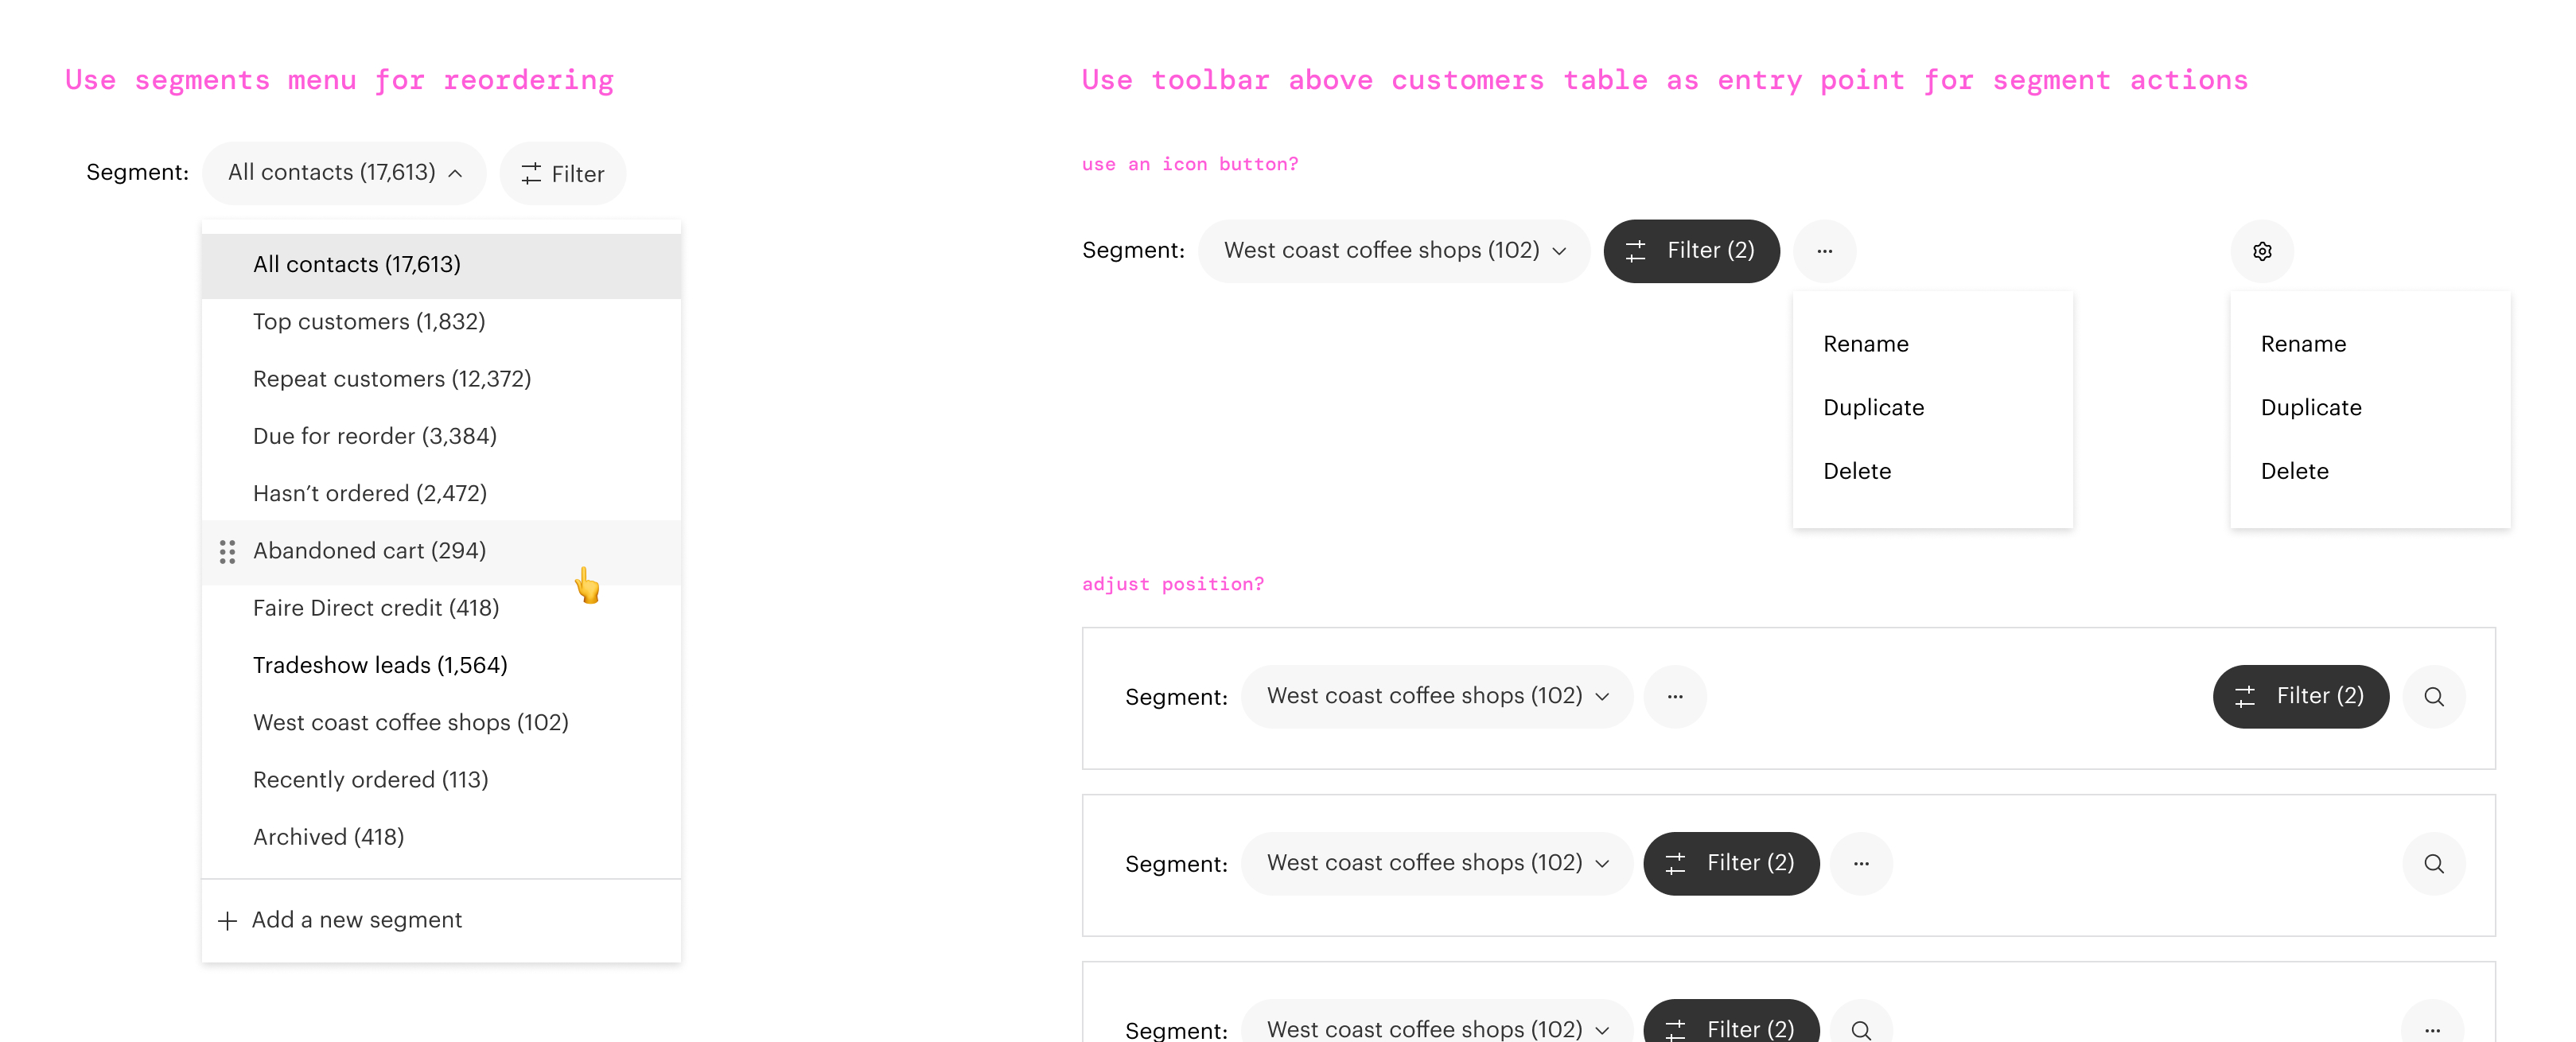 Use segments menu for reordering
Segment: All contacts (17,613) Filter
All contacts (17,613)
Top customers (1,832)
Repeat customers (12,372)
Due for reorder (3,384)
Hasn’t ordered (2,472)
Abandoned cart (294)
Faire Direct credit (418)
Tradeshow leads (1,564)
West coast coffee shops (102)
Recently ordered (113)
Archived (418)
Add a new segment
Use toolbar above customers table as entry point for segment actions
use an icon button?
Segment: West coast coffee shops (102) Filter (2)
Rename
Duplicate
Delete
Rename
Duplicate
Delete
adjust position?
Segment: West coast coffee shops (102) Filter (2)
Segment: West coast coffee shops (102) Filter (2)
Segment: West coast coffee shops (102) Filter (2)